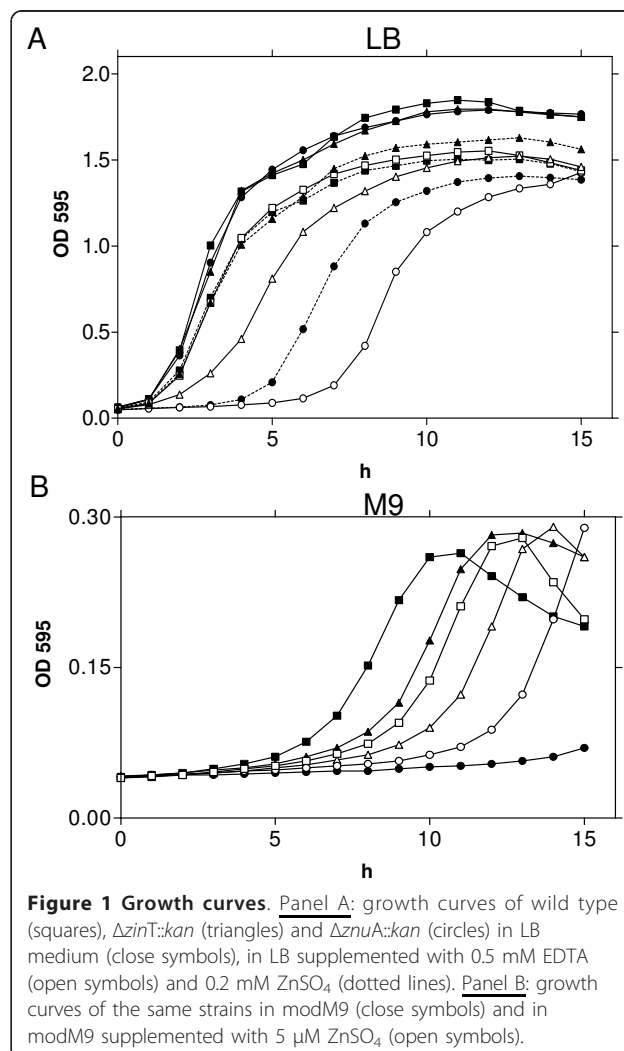 A
LB
2.0
1.5
1.0
0.5
0.0
OD 595
0
5
10
15
h
B
M9
0.30
0.15
0.00
OD 595
0
5
10
15
h
Figure 1 Growth curves. Panel A: growth curves of wild type
(squares), ΔzinT::kan (triangles) and ΔznuA::kan (circles) in LB
medium (close symbols), in LB supplemented with 0.5 mM EDTA
(open symbols) and 0.2 mM ZnSO₄ (dotted lines). Panel B: growth
curves of the same strains in modM9 (close symbols) and in
modM9 supplemented with 5 μM ZnSO₄ (open symbols).